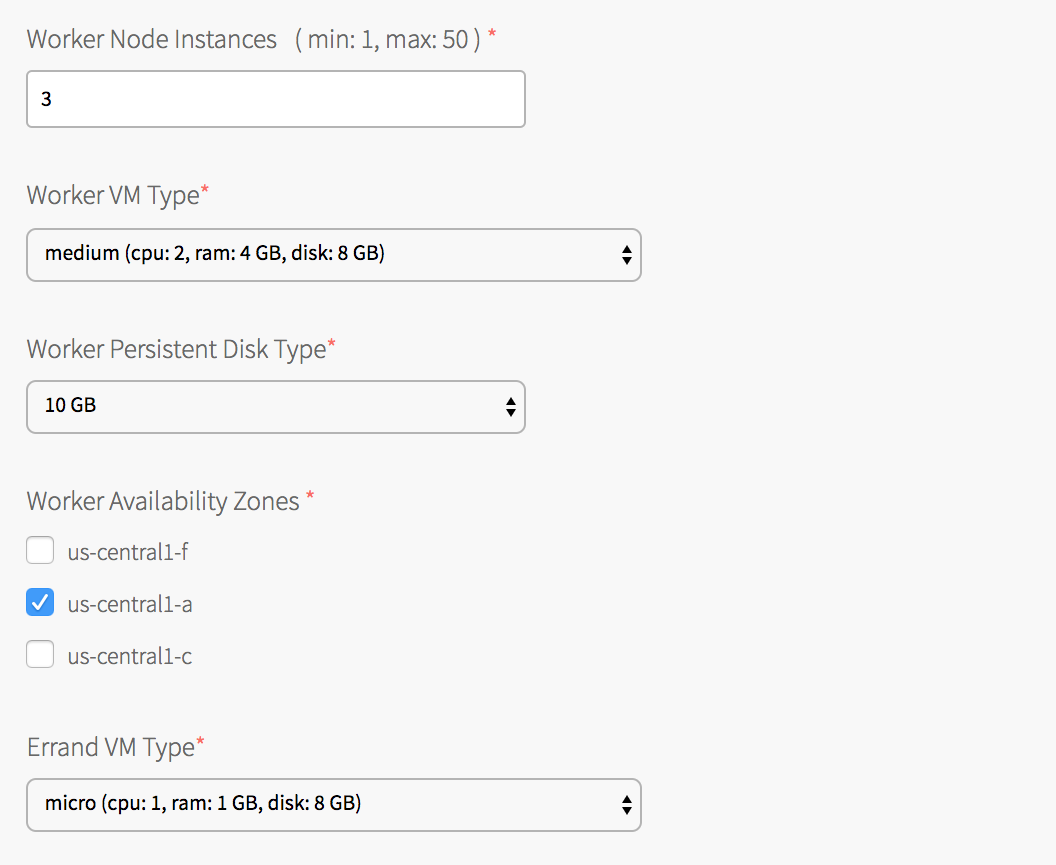 Worker Node Instances ( min: 1, max: 50 ) *
3
Worker VM Type*
medium (cpu: 2, ram: 4 GB, disk: 8 GB)
Worker Persistent Disk Type*
10 GB
Worker Availability Zones *
us-central1-f
us-central1-a
us-central1-c
Errand VM Type*
micro (cpu: 1, ram: 1 GB, disk: 8 GB)